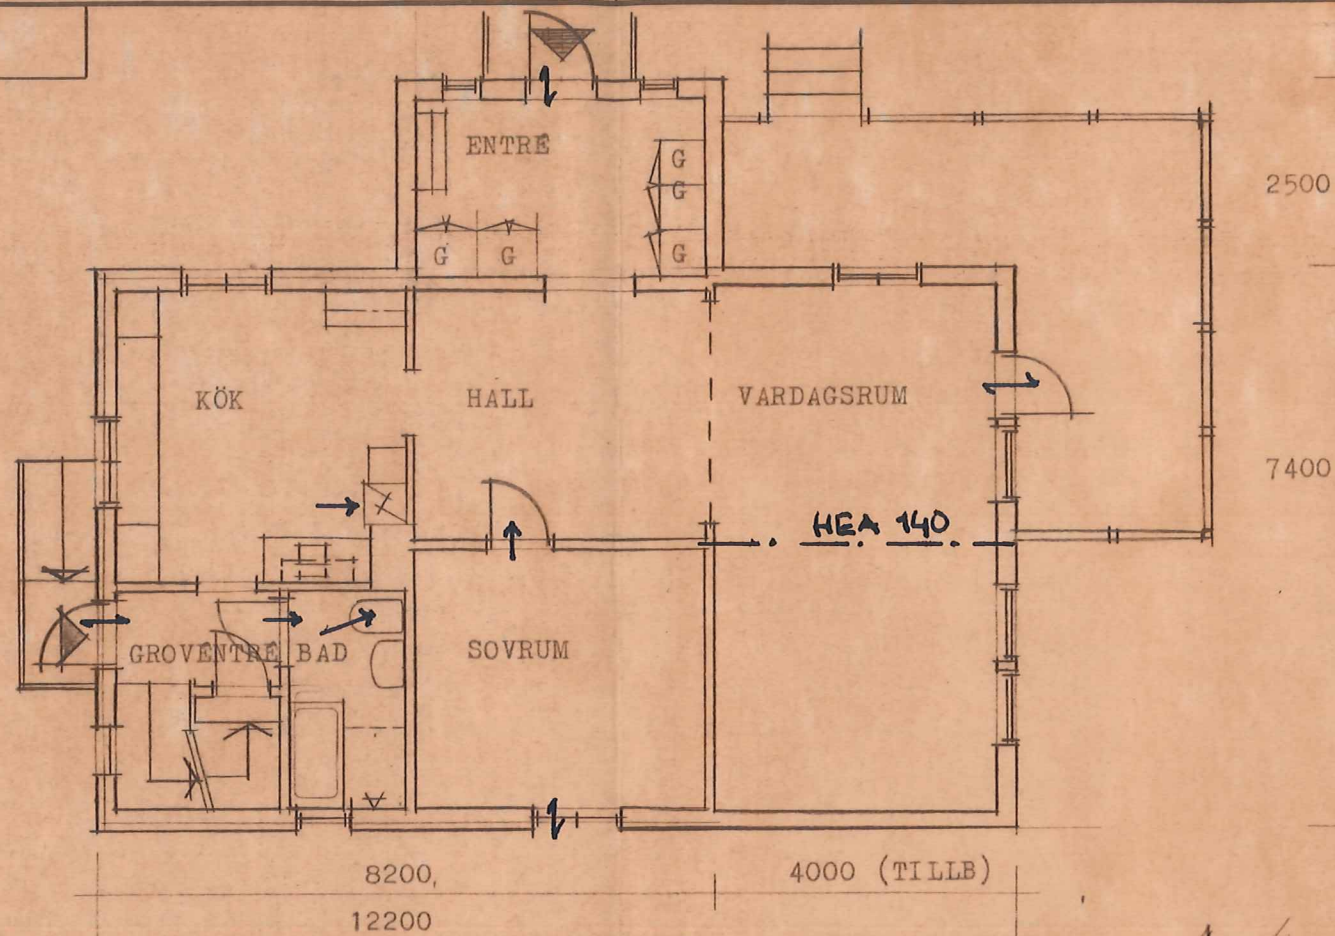 ENTRÉ
G
G
G
G
G
2500
KÖK
HALL
VARDAGSRUM
7400
HEA 140
GROVENTRÉ
BAD
SOVRUM
8200,
4000 (TILLB)
12200